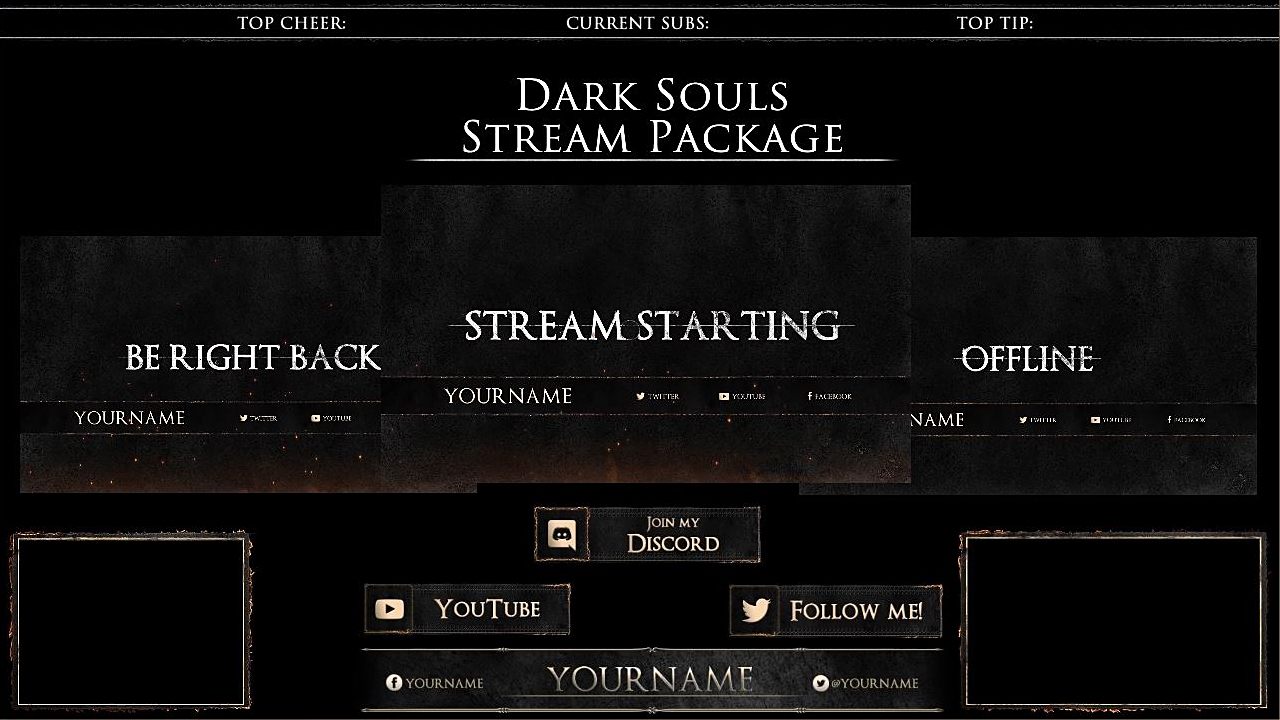 TOP CHEER: CURRENT SUBS: TOP TIP:
DARK SOULS
STREAM PACKAGE
BE RIGHT BACK
YOURNAME TWITTER YOUTUBE
STREAM STARTING
YOURNAME TWITTER YOUTUBE FACEBOOK
OFFLINE
NAME TWITTER YOUTUBE FACEBOOK
JOIN MY
DISCORD
YOUTUBE
FOLLOW ME!
YOURNAME YOURNAME @YOURNAME